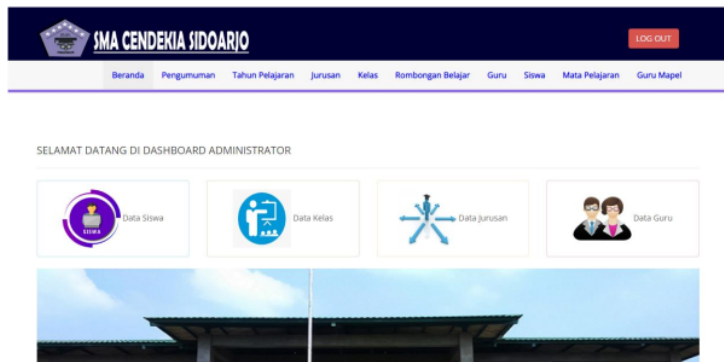 SMA CENDEKIA SIDOARJO
LOG OUT
Beranda Pengumuman Tahun Pelajaran Jurusan Kelas Rombongan Belajar Guru Siswa Mata Pelajaran Guru Mapel
SELAMAT DATANG DI DASHBOARD ADMINISTRATOR
SISWA
Data Siswa
Data Kelas
Data Jurusan
Data Guru